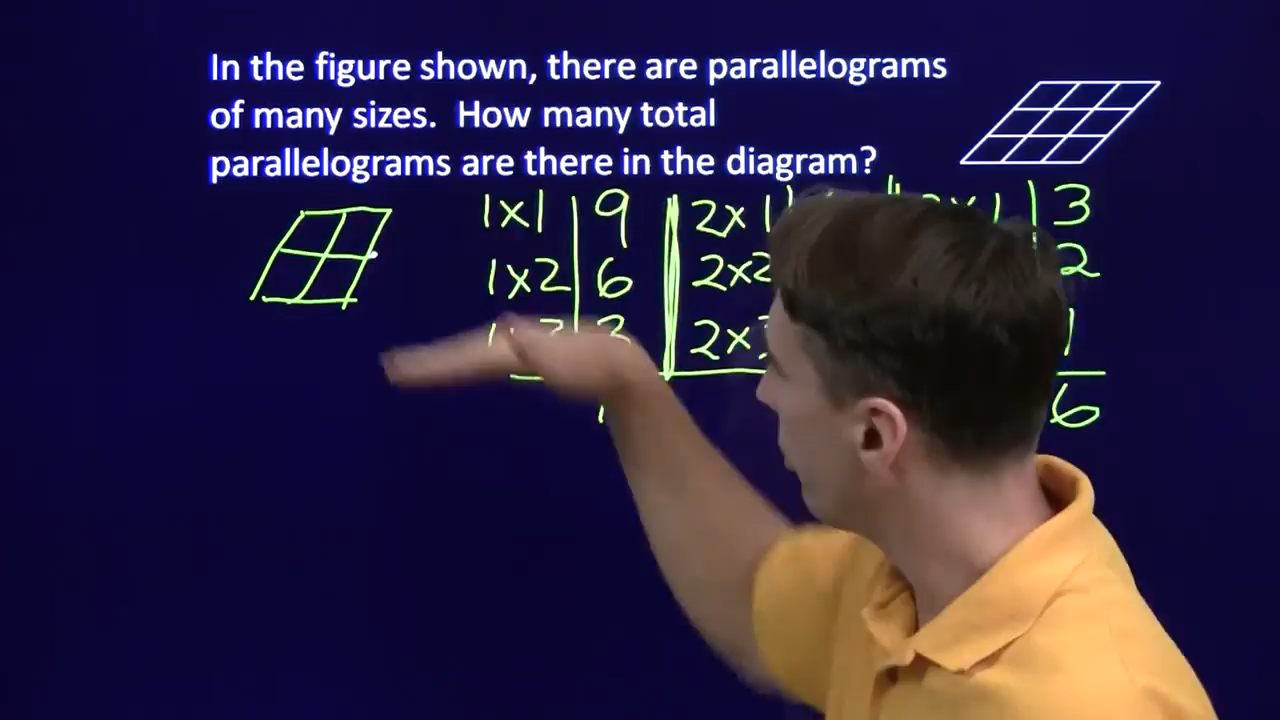 In the figure shown, there are parallelograms
of many sizes. How many total
parallelograms are there in the diagram?
1x1 9 2x1 3
1x2 6 2x2 2
2x3 1
6